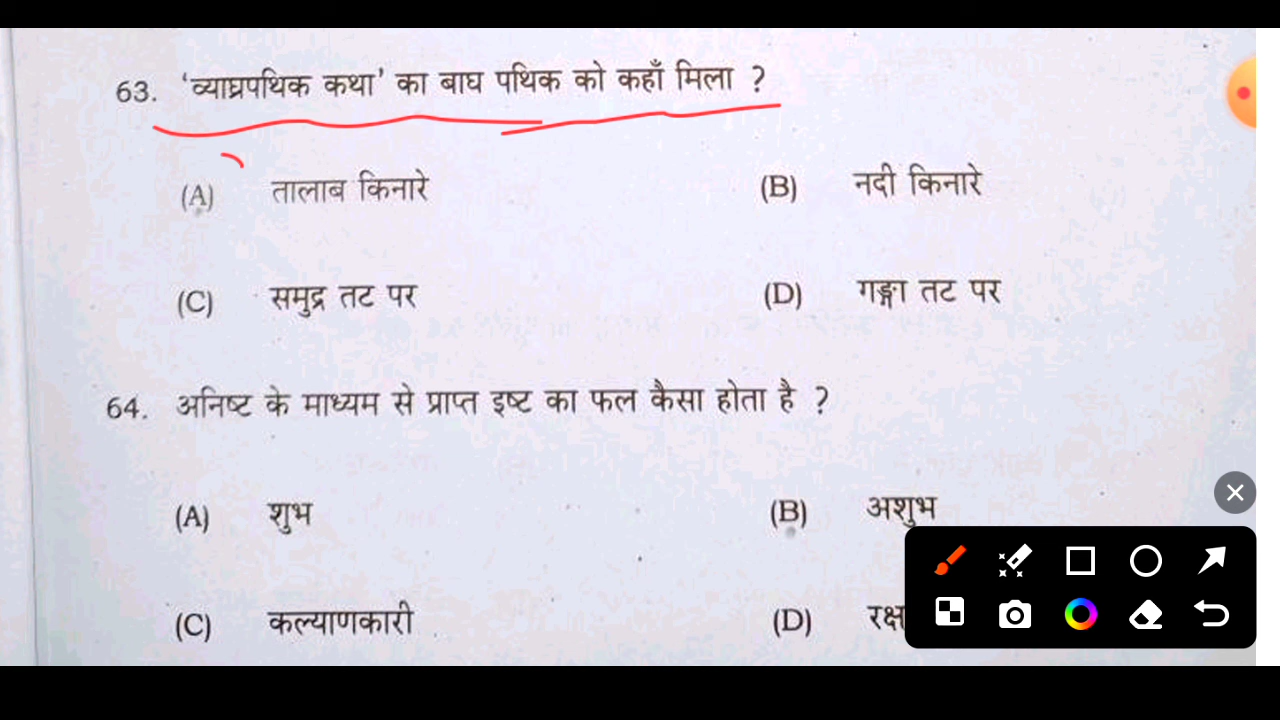 63. 'व्याघ्रपथिक कथा' का बाघ पथिक को कहाँ मिला ?
(A) तालाब किनारे (B) नदी किनारे
(C) समुद्र तट पर (D) गङ्गा तट पर
64. अनिष्ट के माध्यम से प्राप्त इष्ट का फल कैसा होता है ?
(A) शुभ (B) अशुभ
(C) कल्याणकारी (D)